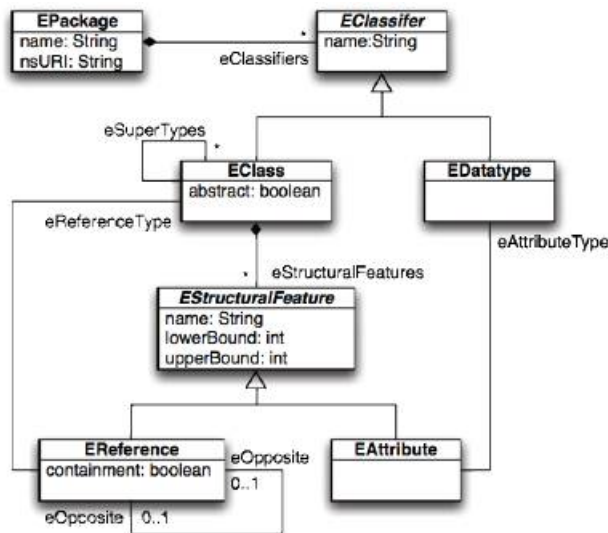 EPackage
name: String
nsURI: String
*
eClassifiers
EClassifer
name:String
eSuperTypes
*
EClass
abstract: boolean
EDatatype
eReferenceType
eAttributeType
*
eStructuralFeatures
EStructuralFeature
name: String
lowerBound: int
upperBound: int
EReference
containment: boolean
eOpposite
0..1
EAttribute
eOpposite
0..1